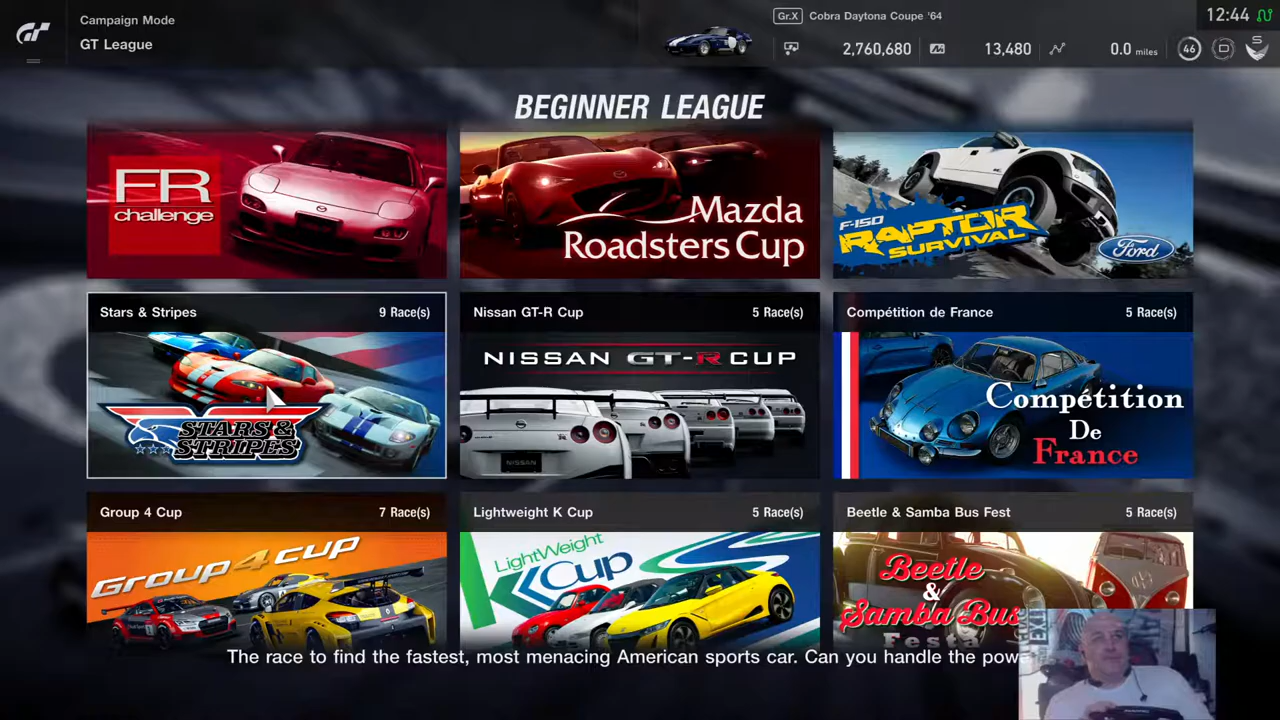 Campaign Mode
GT League
Gr.X Cobra Daytona Coupe '64
2,760,680
13,480
0.0 miles
46
D
S
12:44
BEGINNER LEAGUE
FR
challenge
Mazda
Roadsters Cup
F-150
RAPTOR
SURVIVAL
Ford
Stars & Stripes 9 Race(s)
STARS &
STRIPES
Nissan GT-R Cup 5 Race(s)
NISSAN GT-R CUP
NISSAN
Compétition de France 5 Race(s)
Compétition
De
France
Group 4 Cup 7 Race(s)
Group 4 cup
Lightweight K Cup 5 Race(s)
LightWeight
K Cup
Beetle & Samba Bus Fest 5 Race(s)
Beetle
&
Samba Bus
Festa
The race to find the fastest, most menacing American sports car. Can you handle the powe